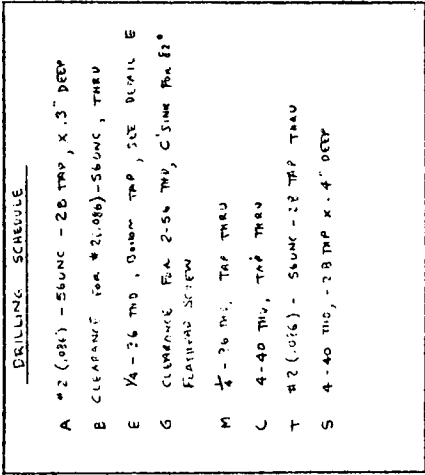 DRILLING SCHEDULE
A #2 (.086) - 56UNC - 2B TAP, X .3" DEEP
B CLEARANCE FOR #2(.086)-56UNC, THRU
E 1/4 - 36 THD, BOTTOM TAP, SEE DETAIL E
G CLEARANCE FOR 2-56 THD, C'SINK FOR 82°
FLATHEAD SCREW
M 1/4 - 36 THD, TAP THRU
C 4-40 THD, TAP THRU
T #2 (.086) - 56UNC - 2B TAP THRU
S 4-40 THD, - 2B TAP X .4" DEEP